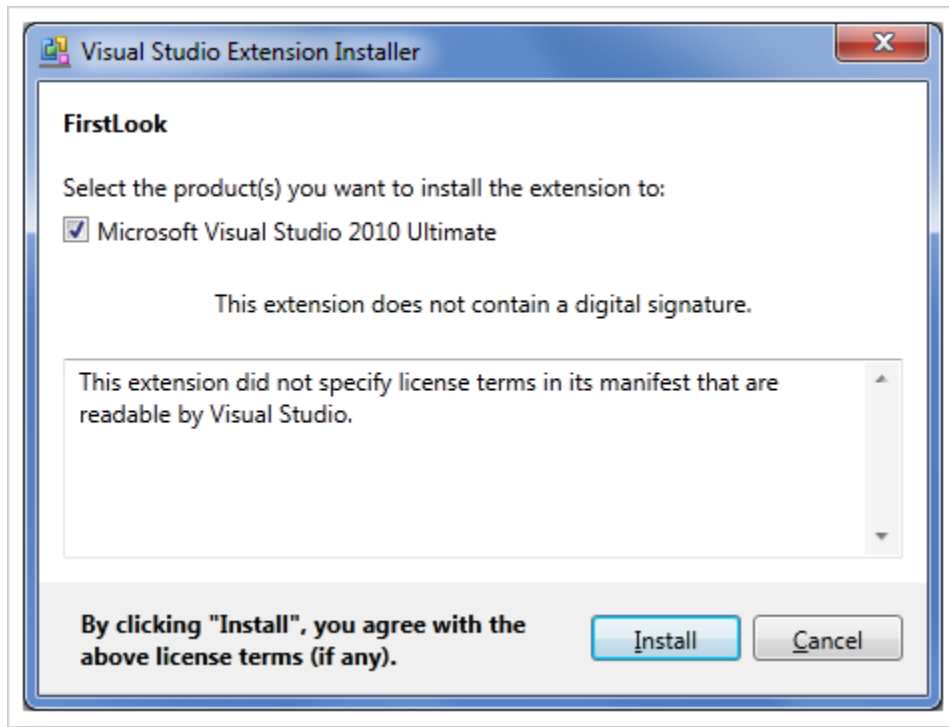 Visual Studio Extension Installer
FirstLook
Select the product(s) you want to install the extension to:
Microsoft Visual Studio 2010 Ultimate
This extension does not contain a digital signature.
This extension did not specify license terms in its manifest that are
readable by Visual Studio.
By clicking "Install", you agree with the
above license terms (if any).
Install
Cancel